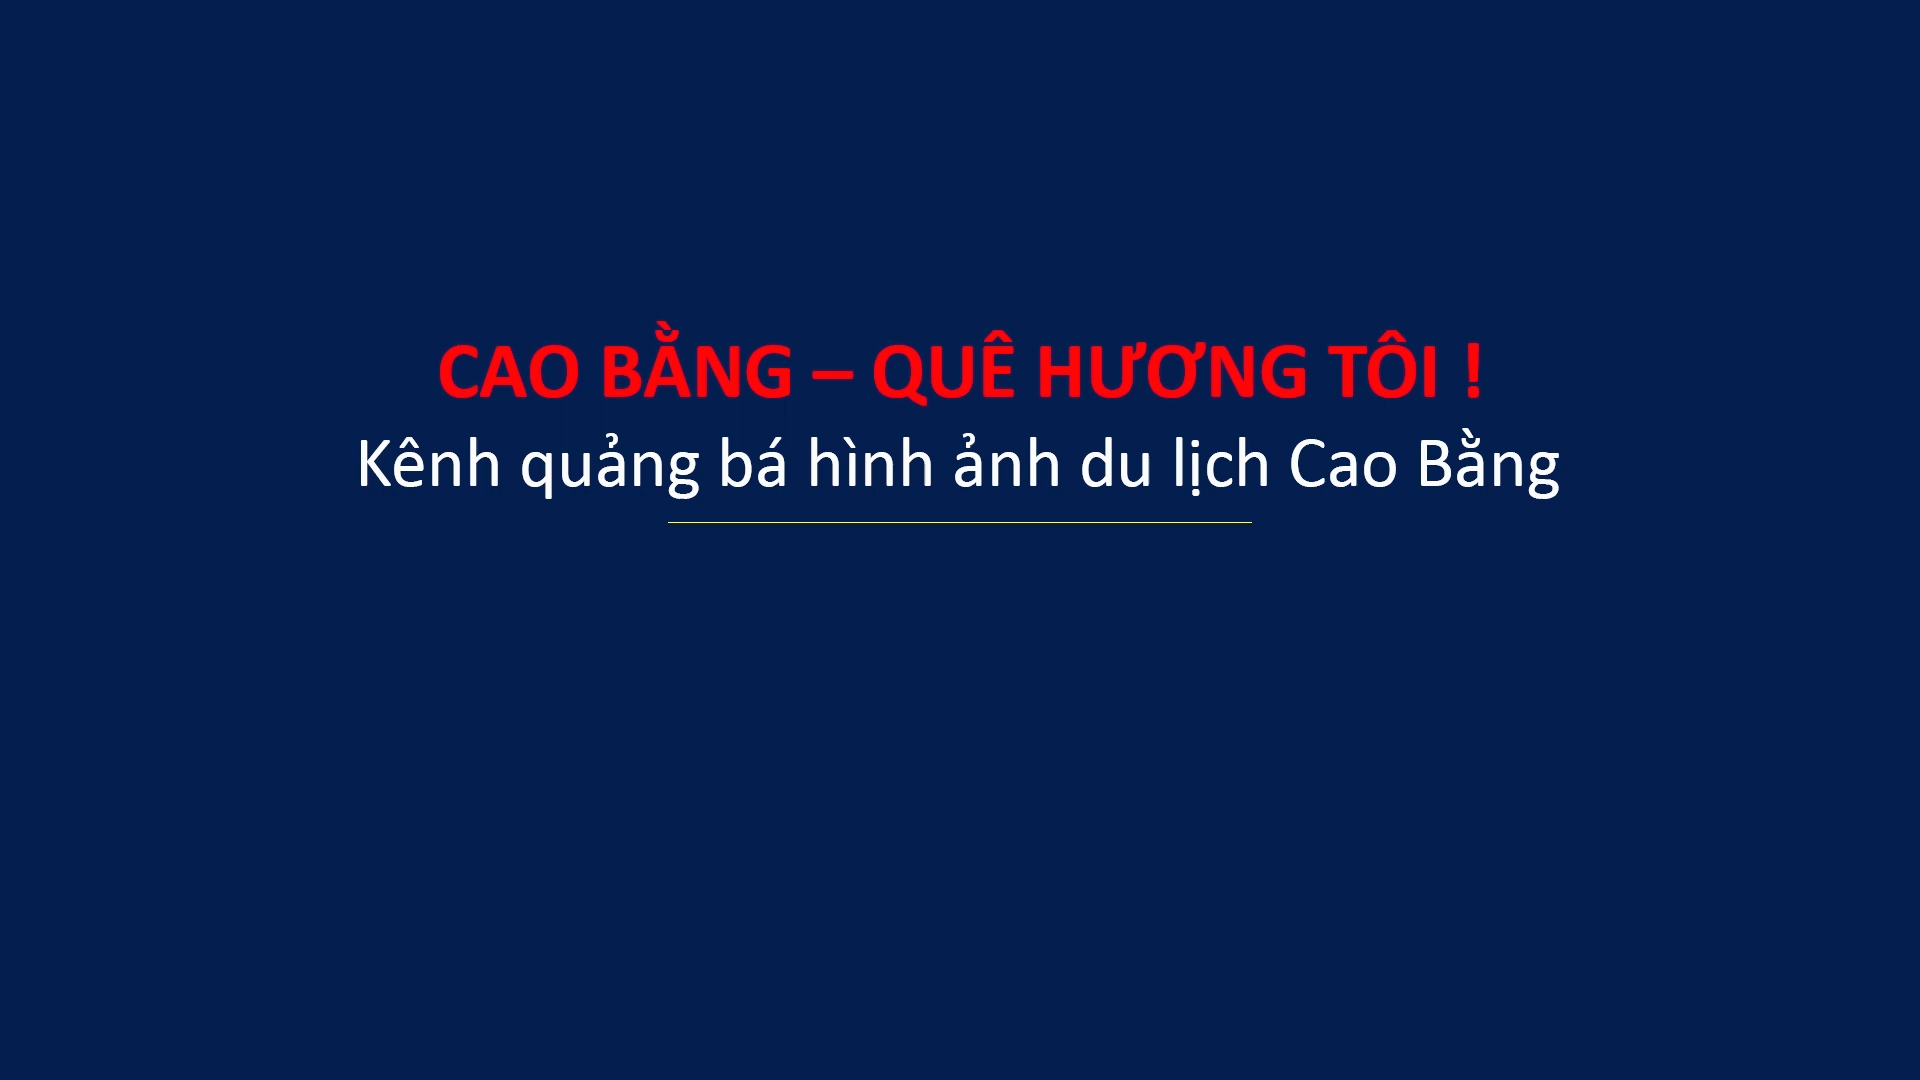 CAO BẰNG – QUÊ HƯƠNG TÔI !
Kênh quảng bá hình ảnh du lịch Cao Bằng